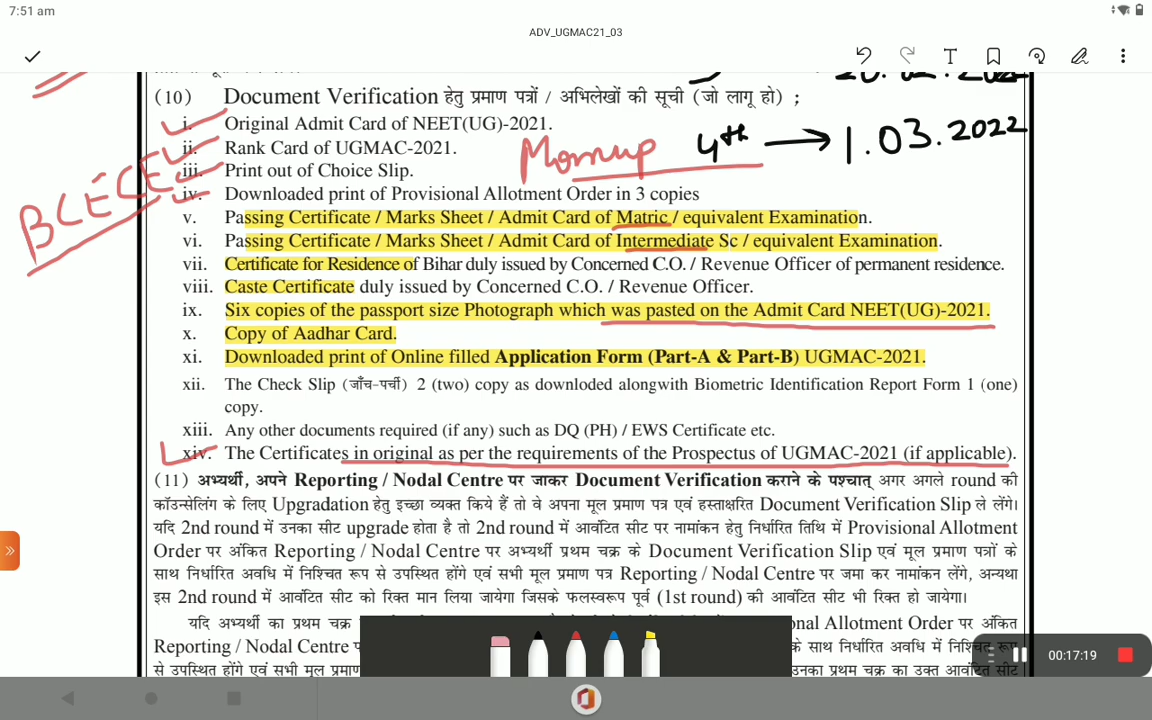 7:51 am
ADV_UGMAC21_03
(10) Document Verification हेतु प्रमाण पत्रों / अभिलेखों की सूची (जो लागू हो) ;
i. Original Admit Card of NEET(UG)-2021.
4th → 1.03.2022
ii. Rank Card of UGMAC-2021.
iii. Print out of Choice Slip.
iv. Downloaded print of Provisional Allotment Order in 3 copies
BCECE
v. Passing Certificate / Marks Sheet / Admit Card of Matric / equivalent Examination.
vi. Passing Certificate / Marks Sheet / Admit Card of Intermediate Sc / equivalent Examination.
vii. Certificate for Residence of Bihar duly issued by Concerned C.O. / Revenue Officer of permanent residence.
viii. Caste Certificate duly issued by Concerned C.O. / Revenue Officer.
ix. Six copies of the passport size Photograph which was pasted on the Admit Card NEET(UG)-2021.
x. Copy of Aadhar Card.
xi. Downloaded print of Online filled Application Form (Part-A & Part-B) UGMAC-2021.
xii. The Check Slip (जाँच-पर्ची) 2 (two) copy as downloded alongwith Biometric Identification Report Form 1 (one)
copy.
xiii. Any other documents required (if any) such as DQ (PH) / EWS Certificate etc.
xiv. The Certificates in original as per the requirements of the Prospectus of UGMAC-2021 (if applicable).
(11) अभ्यर्थी, अपने Reporting / Nodal Centre पर जाकर Document Verification कराने के पश्चात् अगर अगले round की
कॉउन्सेलिंग के लिए Upgradation हेतु इच्छा व्यक्त किये हैं तो वे अपना मूल प्रमाण पत्र एवं हस्ताक्षरित Document Verification Slip ले लेंगे।
यदि 2nd round में उनका सीट upgrade होता है तो 2nd round में आवंटित सीट पर नामांकन हेतु निर्धारित तिथि में Provisional Allotment
Order पर अंकित Reporting / Nodal Centre पर अभ्यर्थी प्रथम चक्र के Document Verification Slip एवं मूल प्रमाण पत्रों के
साथ निर्धारित अवधि में निश्चित रूप से उपस्थित होंगे एवं सभी मूल प्रमाण पत्र Reporting / Nodal Centre पर जमा कर नामांकन लेंगे, अन्यथा
इस 2nd round में आवंटित सीट को रिक्त मान लिया जायेगा जिसके फलस्वरूप पूर्व (1st round) की आवंटित सीट भी रिक्त हो जायेगा।
यदि अभ्यर्थी का प्रथम चक्र onal Allotment Order पर अंकित
Reporting / Nodal Centre के साथ निर्धारित अवधि में निश्चित रूप
से उपस्थित होंगे एवं सभी मूल प्रमाण उनका प्रथम चक्र का उक्त आवंटित सीट
00:17:19